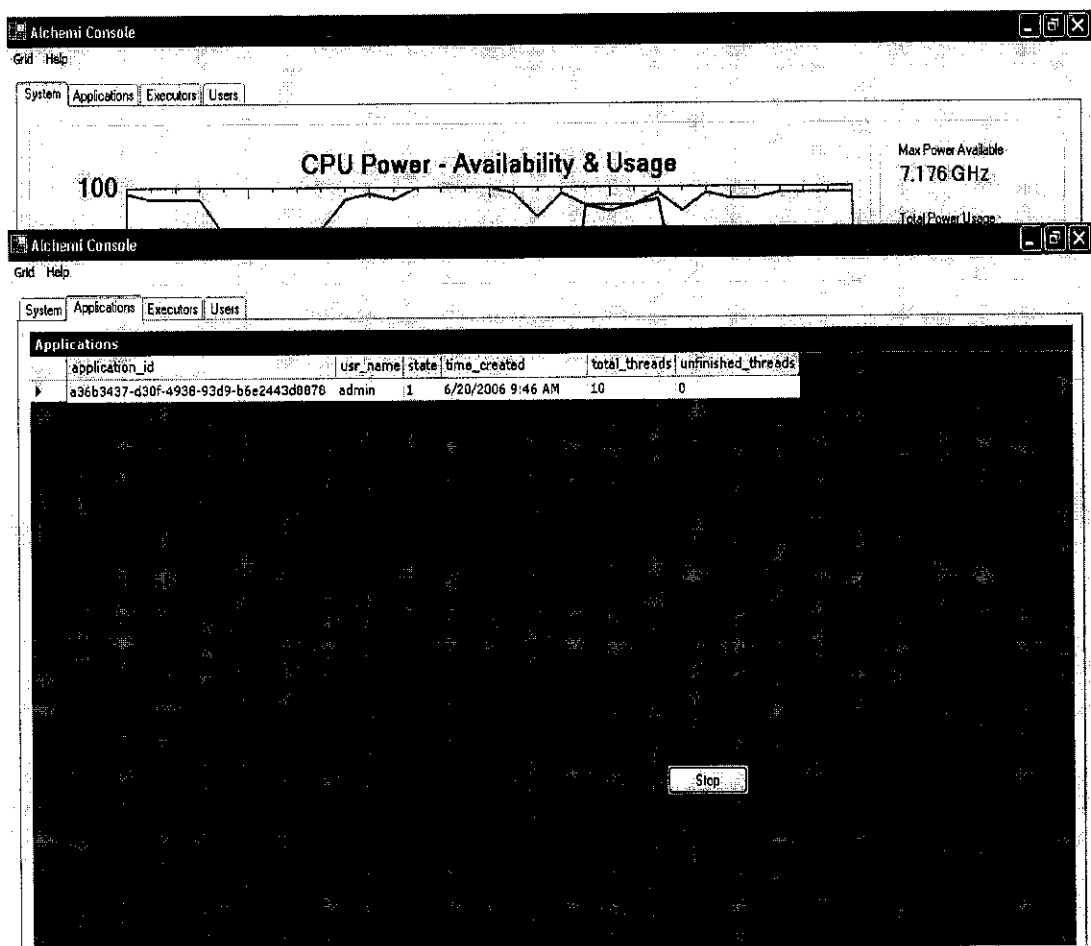 Alchemi Console
Grid Help
System Applications Executors Users
CPU Power - Availability & Usage
100
Max Power Available
7.176 GHz
Total Power Usage
Alchemi Console
Grid Help
System Applications Executors Users
Applications
application_id usr_name state time_created total_threads unfinished_threads
a36b3437-d30f-4938-93d9-b6e2443d8878 admin 1 6/20/2006 9:46 AM 10 0
Stop